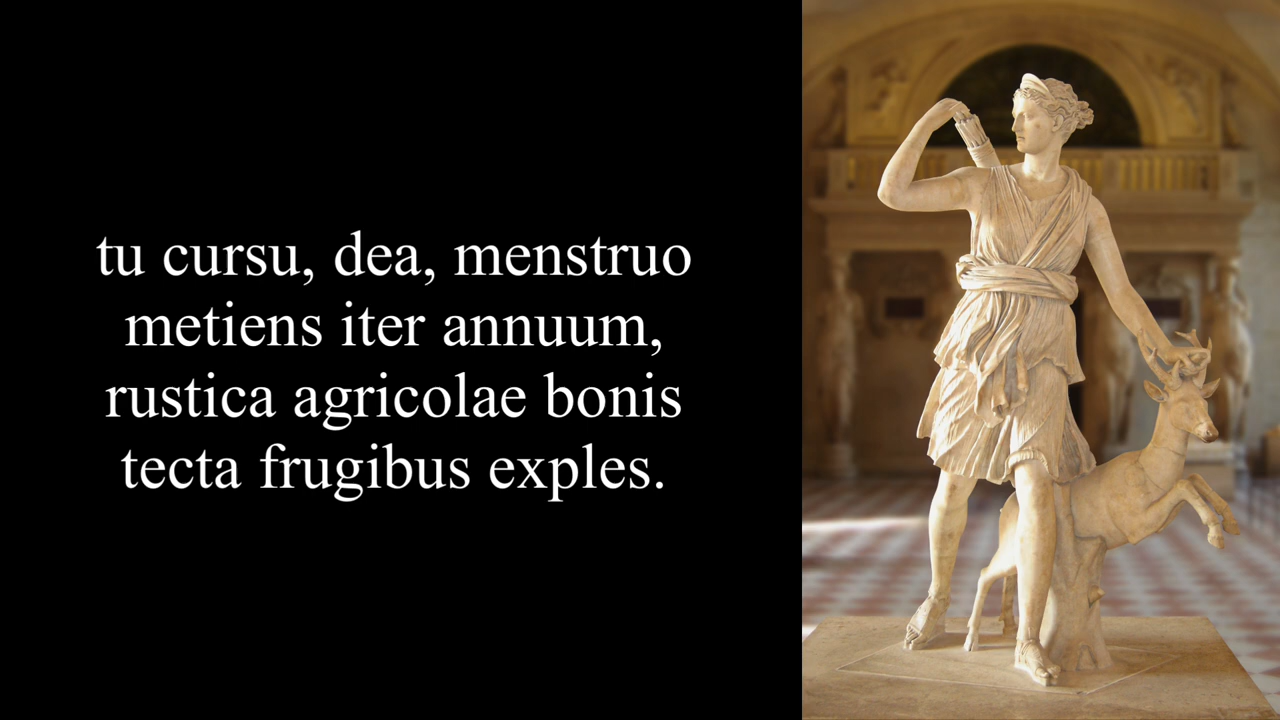 tu cursu, dea, menstruo
metiens iter annuum,
rustica agricolae bonis
tecta frugibus exples.